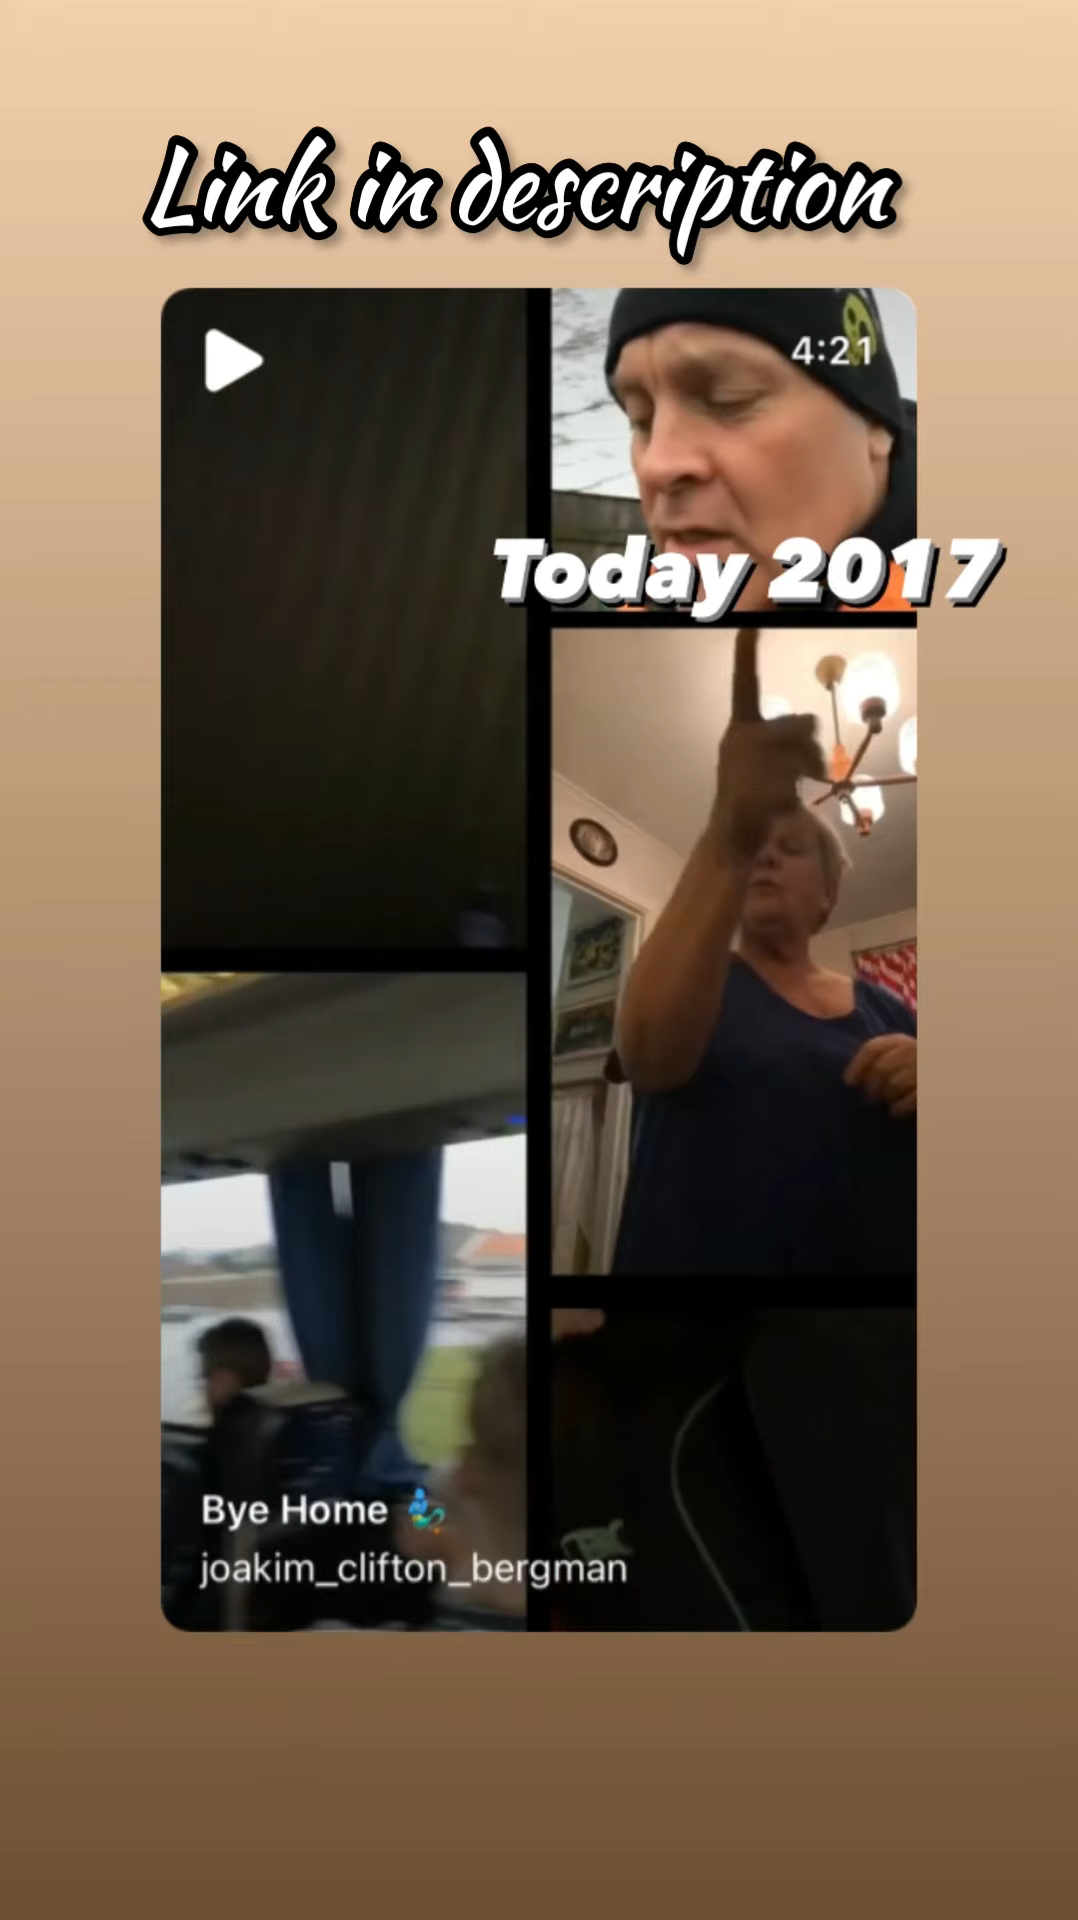 Link in description
4:21
Today 2017
Bye Home 🧞‍♂️
joakim_clifton_bergman